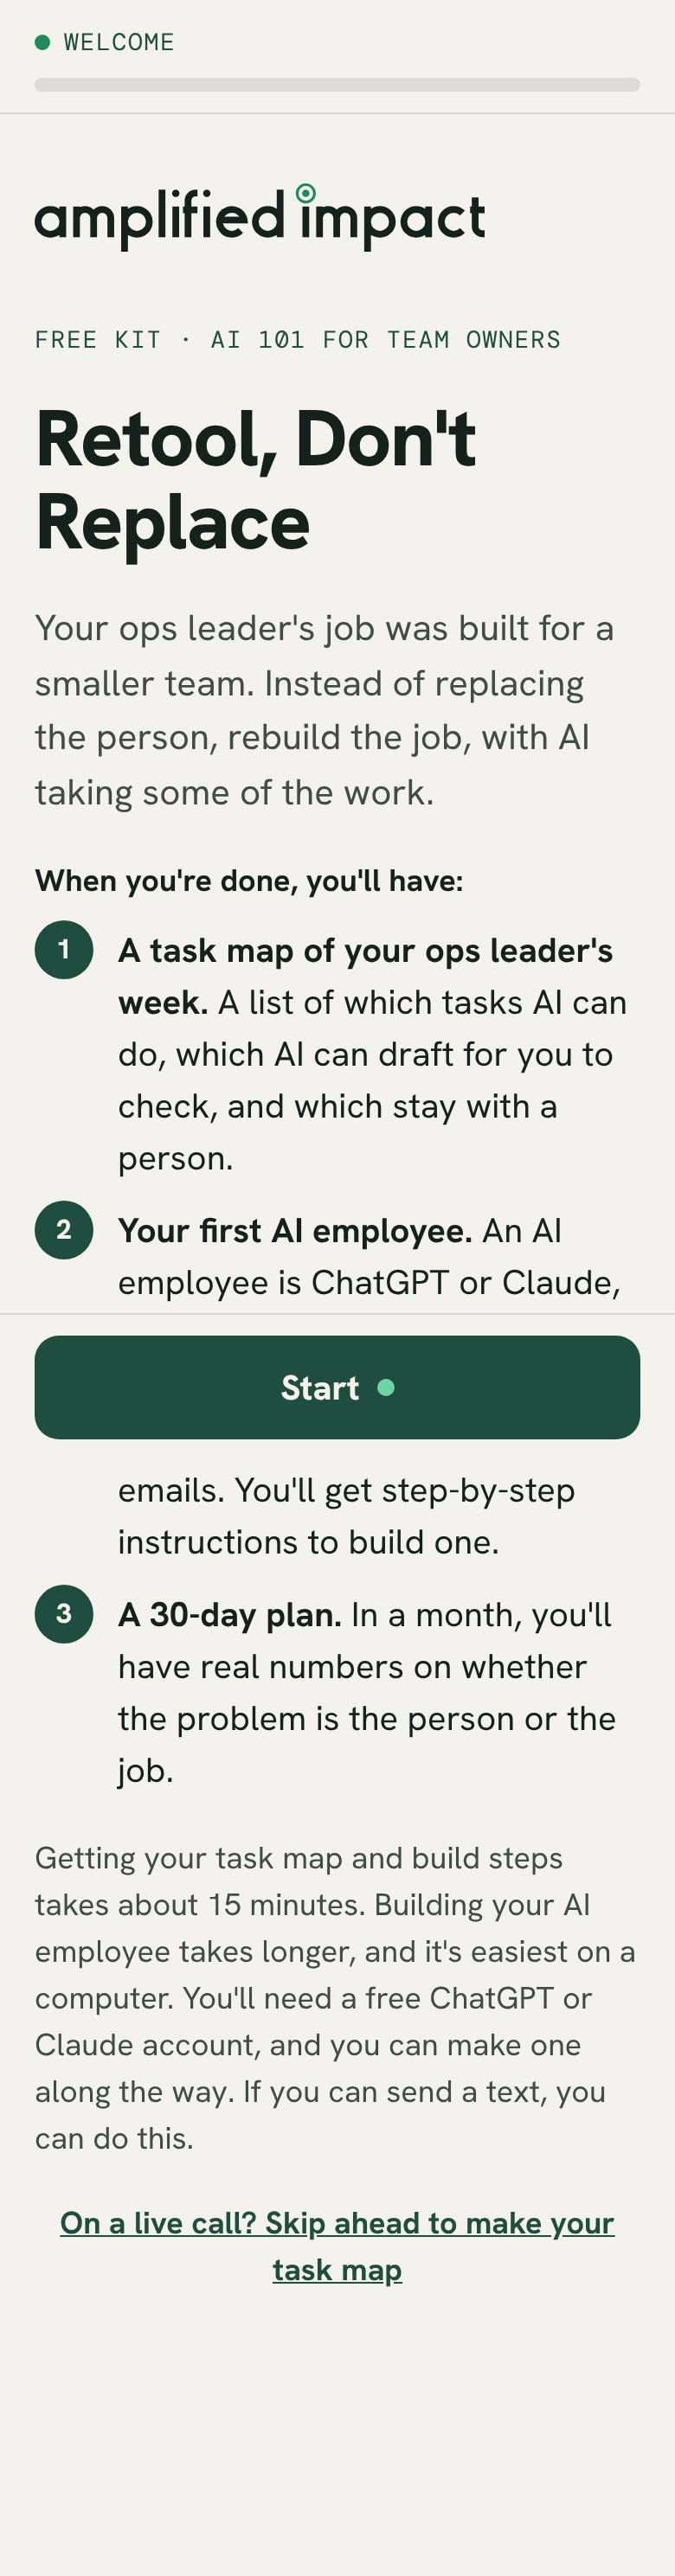 WELCOME
amplified impact
FREE KIT · AI 101 FOR TEAM OWNERS
Retool, Don't
Replace
Your ops leader's job was built for a
smaller team. Instead of replacing
the person, rebuild the job, with AI
taking some of the work.
When you're done, you'll have:
1 A task map of your ops leader's
week. A list of which tasks AI can
do, which AI can draft for you to
check, and which stay with a
person.
2 Your first AI employee. An AI
employee is ChatGPT or Claude,
Start
emails. You'll get step-by-step
instructions to build one.
3 A 30-day plan. In a month, you'll
have real numbers on whether
the problem is the person or the
job.
Getting your task map and build steps
takes about 15 minutes. Building your AI
employee takes longer, and it's easiest on a
computer. You'll need a free ChatGPT or
Claude account, and you can make one
along the way. If you can send a text, you
can do this.
On a live call? Skip ahead to make your
task map